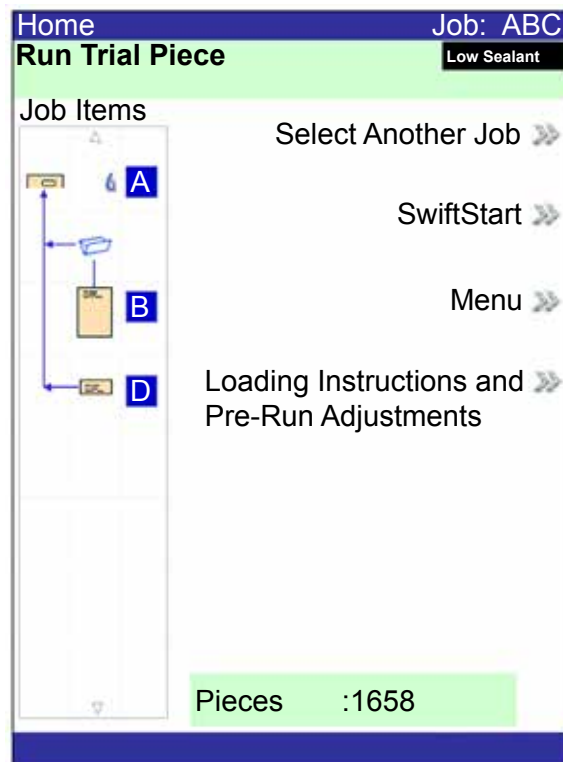 Home Job: ABC
Run Trial Piece Low Sealant
Job Items
Select Another Job
A
SwiftStart
Menu
B
Loading Instructions and
D
Pre-Run Adjustments
Pieces :1658